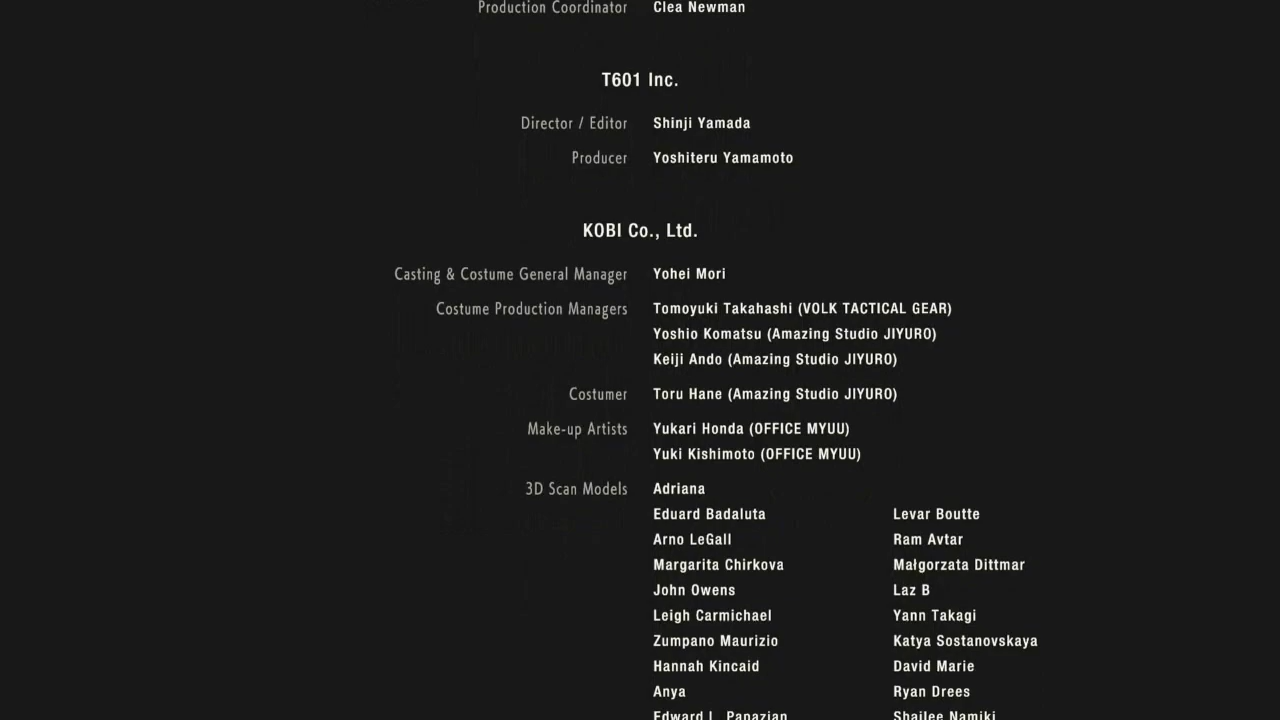 Production Coordinator Clea Newman
T601 Inc.
Director / Editor Shinji Yamada
Producer Yoshiteru Yamamoto
KOBI Co., Ltd.
Casting & Costume General Manager Yohei Mori
Costume Production Managers Tomoyuki Takahashi (VOLK TACTICAL GEAR)
Yoshio Komatsu (Amazing Studio JIYURO)
Keiji Ando (Amazing Studio JIYURO)
Costumer Toru Hane (Amazing Studio JIYURO)
Make-up Artists Yukari Honda (OFFICE MYUU)
Yuki Kishimoto (OFFICE MYUU)
3D Scan Models Adriana
Eduard Badaluta Levar Boutte
Arno LeGall Ram Avtar
Margarita Chirkova Małgorzata Dittmar
John Owens Laz B
Leigh Carmichael Yann Takagi
Zumpano Maurizio Katya Sostanovskaya
Hannah Kincaid David Marie
Anya Ryan Drees
Edward L. Papazian Shailee Namiki